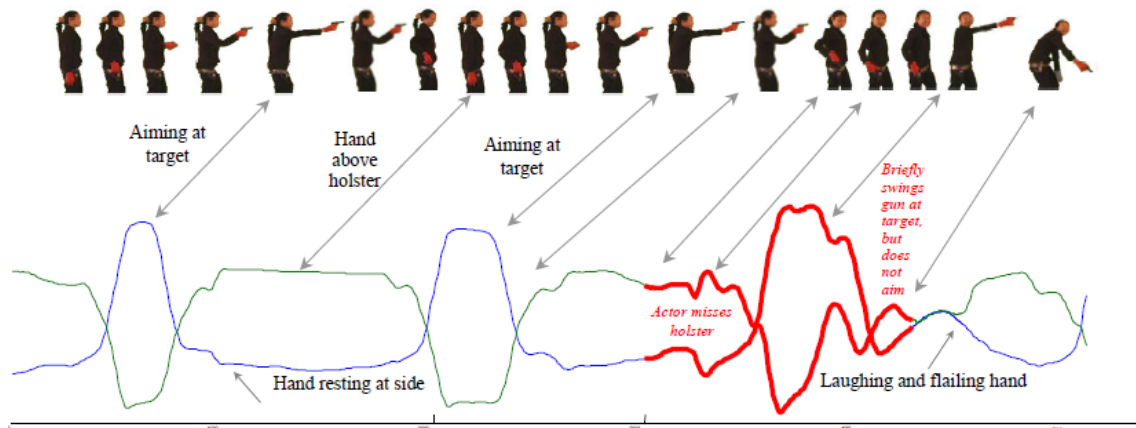 Aiming at
target
Hand
above
holster
Aiming at
target
Briefly
swings
gun at
target,
but
does
not
aim
Actor misses
holster
Hand resting at side
Laughing and flailing hand